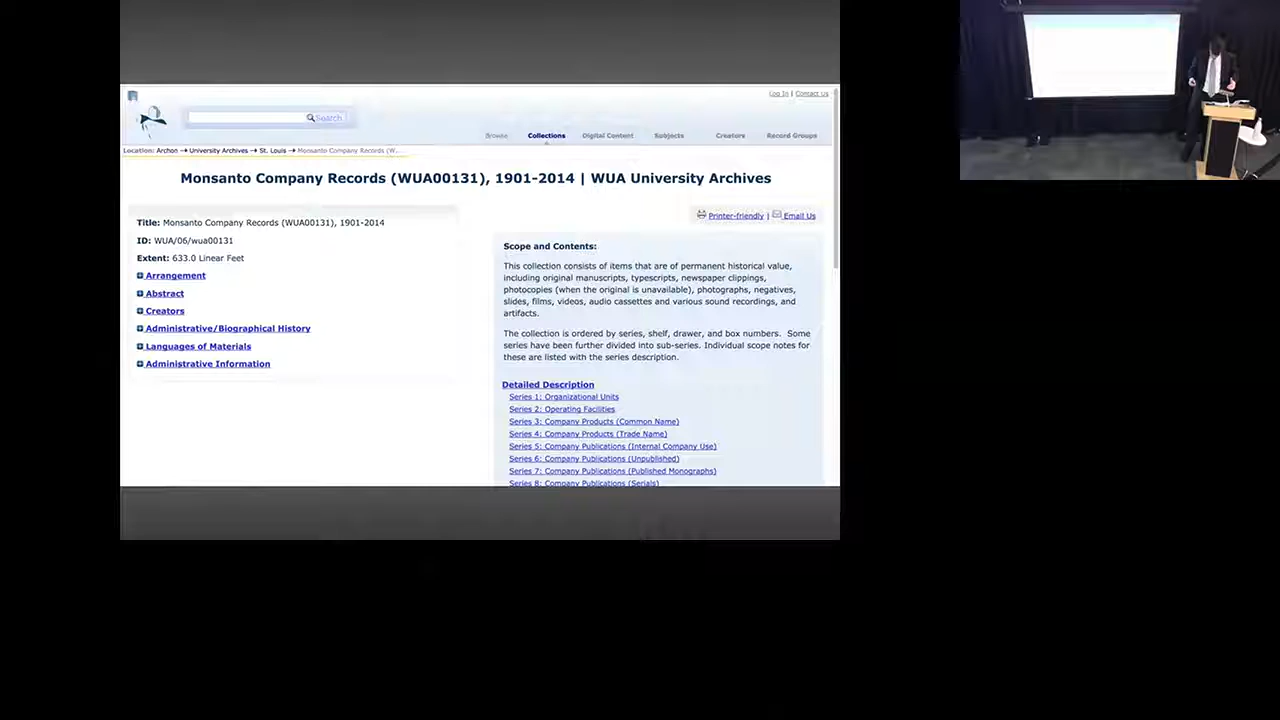 Log In | Contact Us
Search
Browse Collections Digital Content Subjects Creators Record Groups
Location: Archon → University Archives → St. Louis → Monsanto Company Records (W...
Monsanto Company Records (WUA00131), 1901-2014 | WUA University Archives
Printer-friendly | Email Us
Title: Monsanto Company Records (WUA00131), 1901-2014
ID: WUA/06/wua00131
Extent: 633.0 Linear Feet
Arrangement
Abstract
Creators
Administrative/Biographical History
Languages of Materials
Administrative Information
Scope and Contents:
This collection consists of items that are of permanent historical value,
including original manuscripts, typescripts, newspaper clippings,
photocopies (when the original is unavailable), photographs, negatives,
slides, films, videos, audio cassettes and various sound recordings, and
artifacts.
The collection is ordered by series, shelf, drawer, and box numbers. Some
series have been further divided into sub-series. Individual scope notes for
these are listed with the series description.
Detailed Description
Series 1: Organizational Units
Series 2: Operating Facilities
Series 3: Company Products (Common Name)
Series 4: Company Products (Trade Name)
Series 5: Company Publications (Internal Company Use)
Series 6: Company Publications (Unpublished)
Series 7: Company Publications (Published Monographs)
Series 8: Company Publications (Serials)